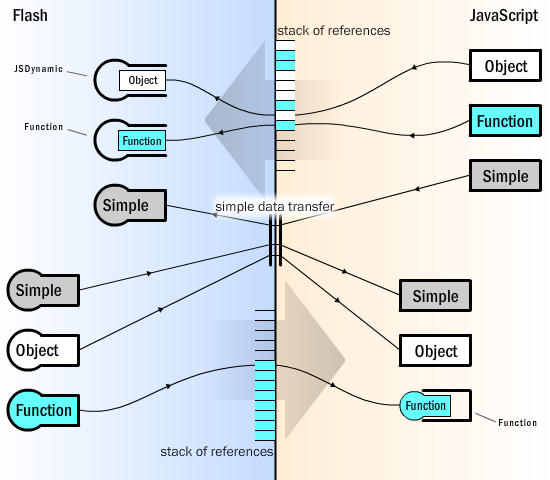 Flash
JavaScript
stack of references
JSDynamic
Object
Object
Function
Function
Function
Simple
Simple
simple data transfer
Simple
Simple
Object
Object
Function
Function
Function
stack of references